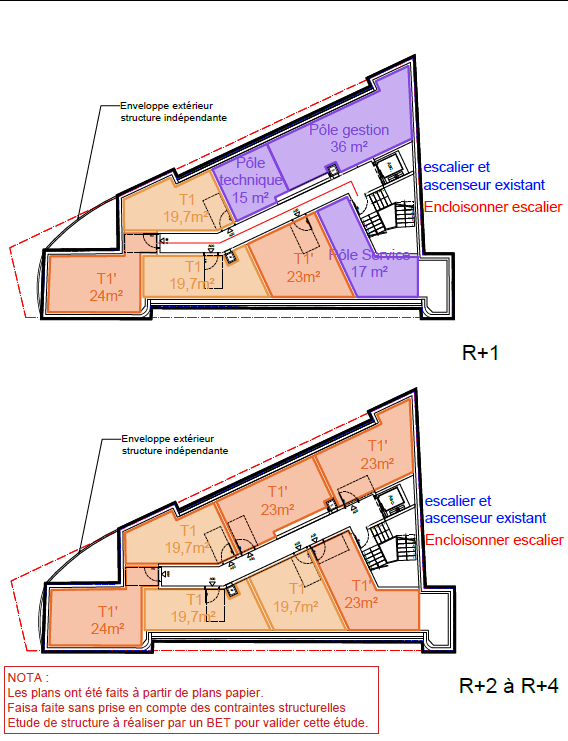 Enveloppe extérieur
structure indépendante
Pôle gestion
36 m²
Pôle
technique
15 m²
T1
19,7m²
escalier et
ascenseur existant
Encloisonner escalier
T1'
24m²
T1
19,7m²
T1'
23m²
Pôle Service
17 m²
R+1
Enveloppe extérieur
structure indépendante
T1'
23m²
T1'
23m²
T1
19,7m²
escalier et
ascenseur existant
Encloisonner escalier
T1'
24m²
T1
19,7m²
T1
19,7m²
T1'
23m²
R+2 à R+4
NOTA :
Les plans ont été faits à partir de plans papier.
Faisa faite sans prise en compte des contraintes structurelles
Etude de structure à réaliser par un BET pour valider cette étude.